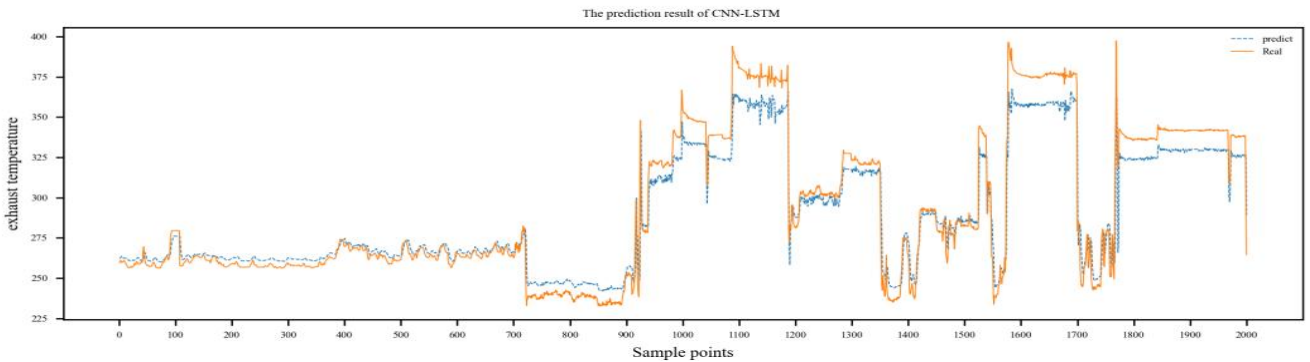 The prediction result of CNN-LSTM
predict
Real
exhaust temperature
400
375
350
325
300
275
250
225
0 100 200 300 400 500 600 700 800 900 1000 1100 1200 1300 1400 1500 1600 1700 1800 1900 2000
Sample points